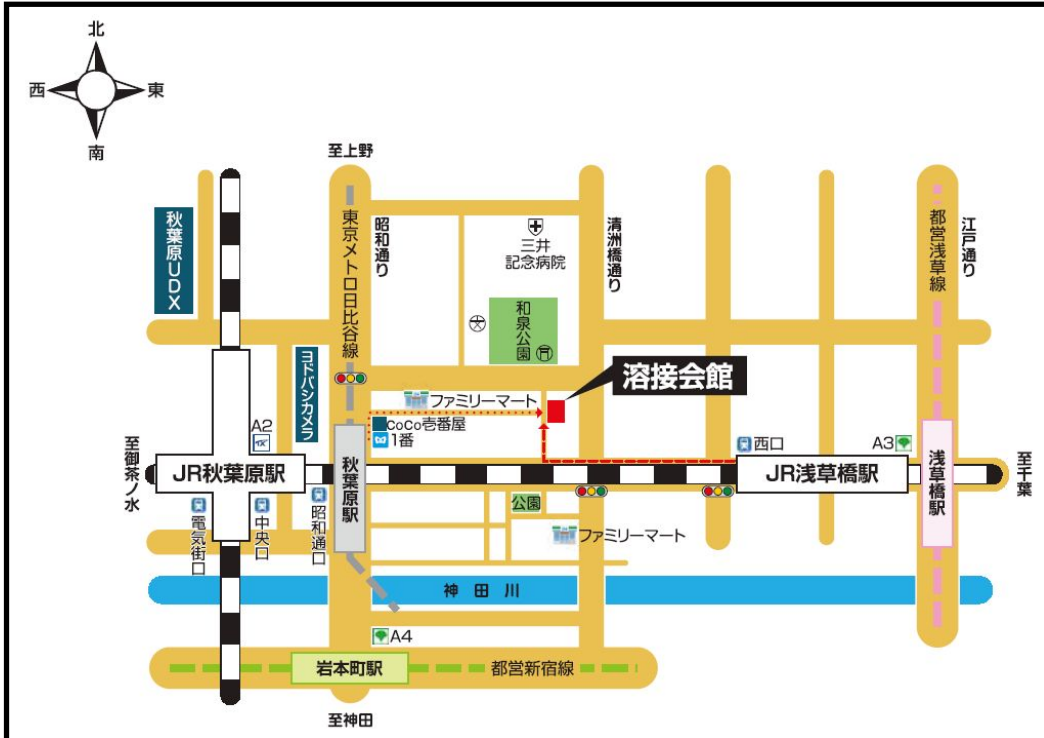 北
西
東
南
至上野
秋葉原UDX
東京メトロ日比谷線
昭和通り
三井
記念病院
清洲橋通り
都営浅草線
江戸通り
和泉公園
ヨドバシカメラ
溶接会館
ファミリーマート
CoCo壱番屋
1番
A2
西口
A3
至御茶ノ水
JR秋葉原駅
秋葉原駅
JR浅草橋駅
浅草橋駅
至千葉
電気街口
中央口
昭和通口
公園
ファミリーマート
神田川
A4
岩本町駅
都営新宿線
至神田